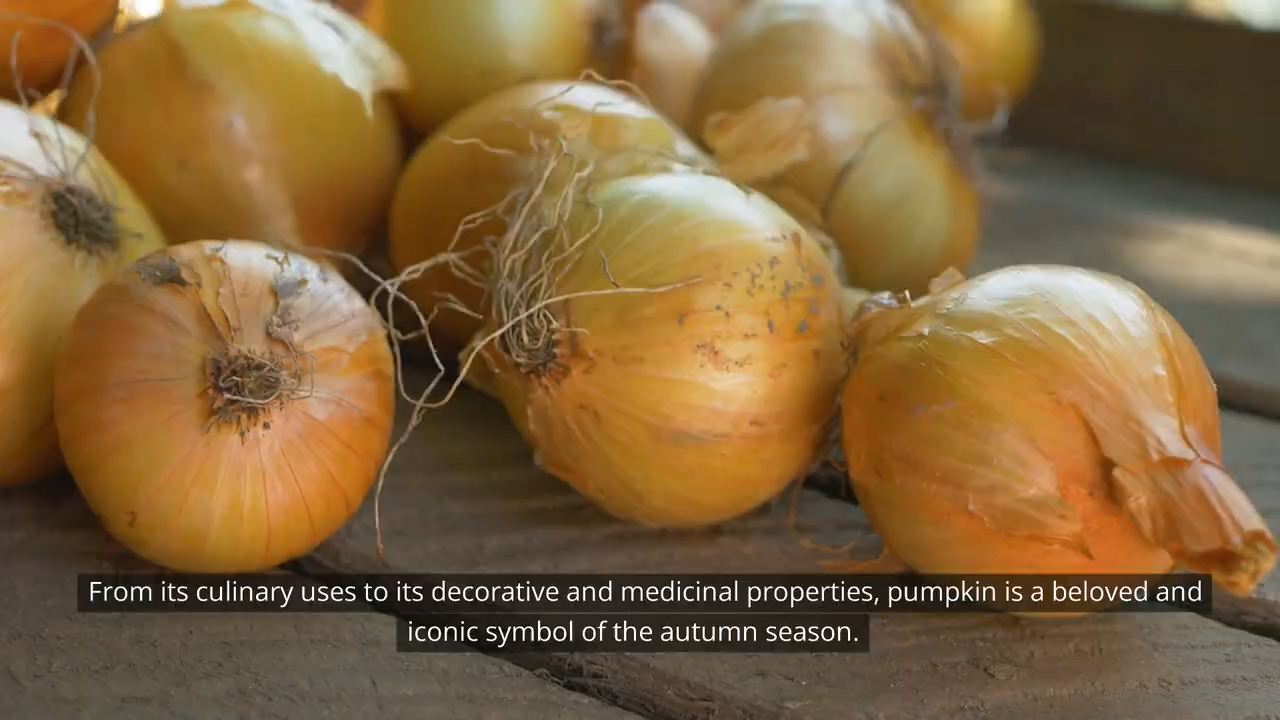 From its culinary uses to its decorative and medicinal properties, pumpkin is a beloved and
iconic symbol of the autumn season.